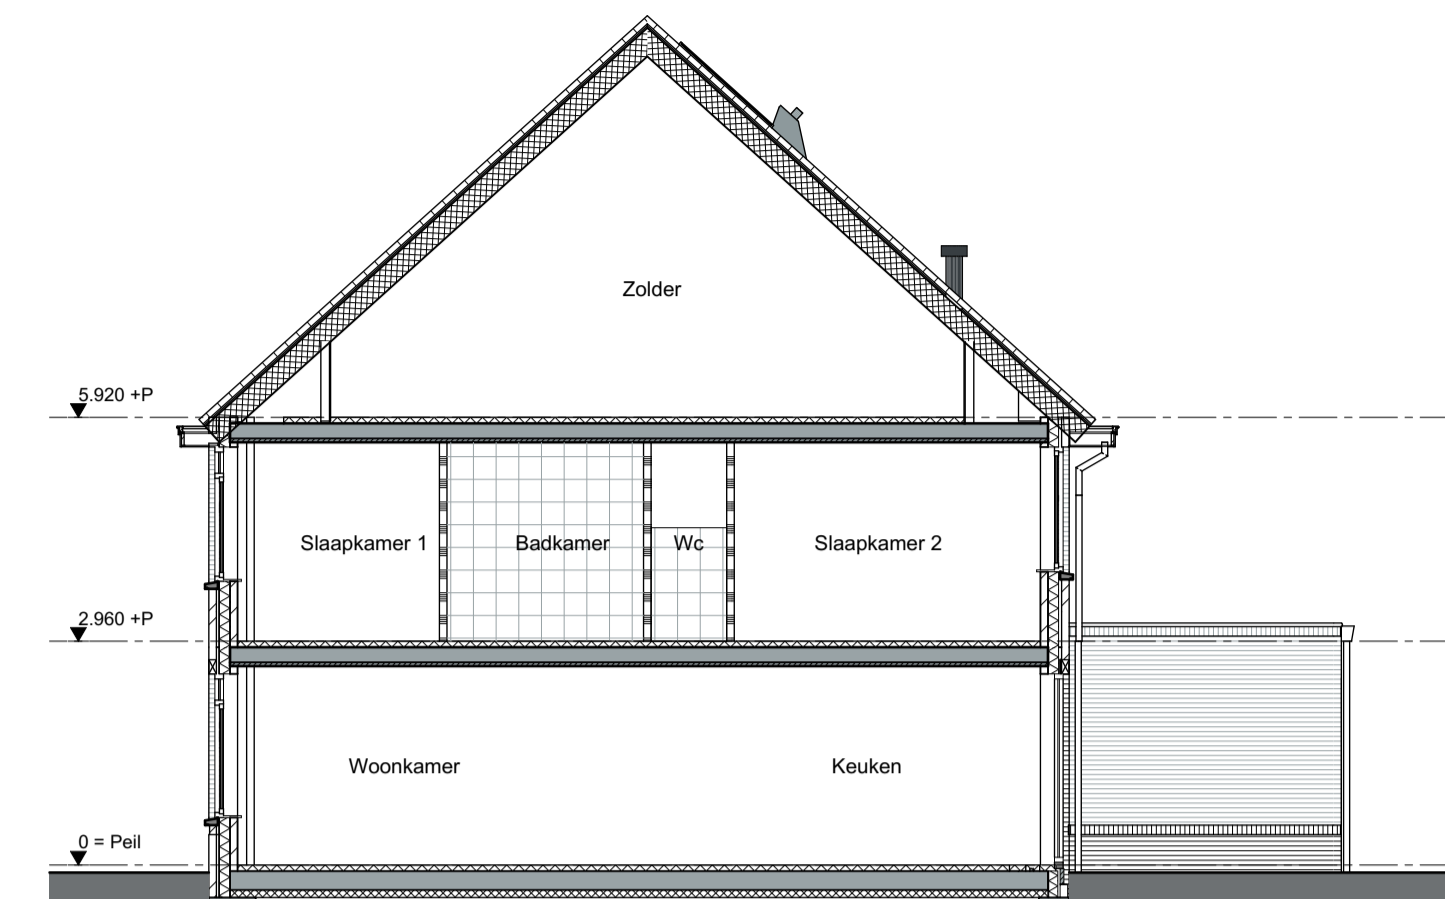 Zolder
5.920 +P
Slaapkamer 1
Badkamer
Wc
Slaapkamer 2
2.960 +P
Woonkamer
Keuken
0 = Peil